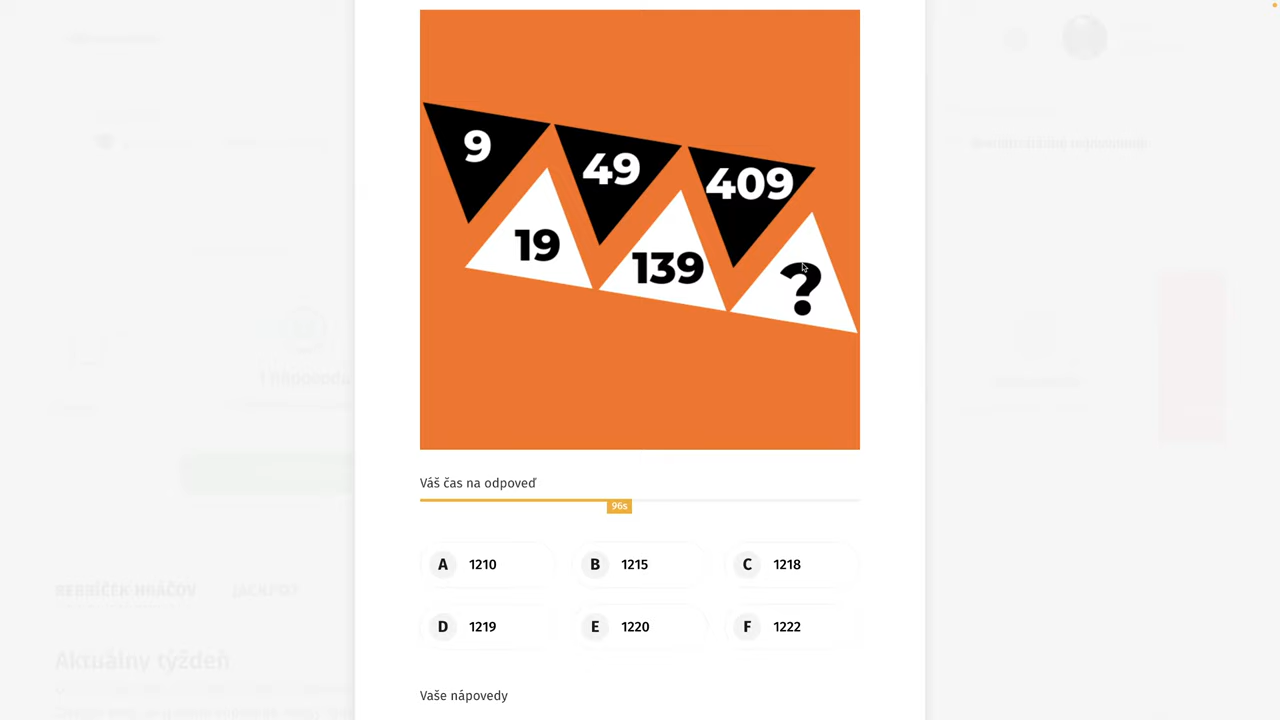 9
49
409
19
139
?
Váš čas na odpoveď
96s
A 1210
B 1215
C 1218
D 1219
E 1220
F 1222
REBRÍČEK HRÁČOV
JACKPOT
Aktuálny týždeň
Vaše nápovedy